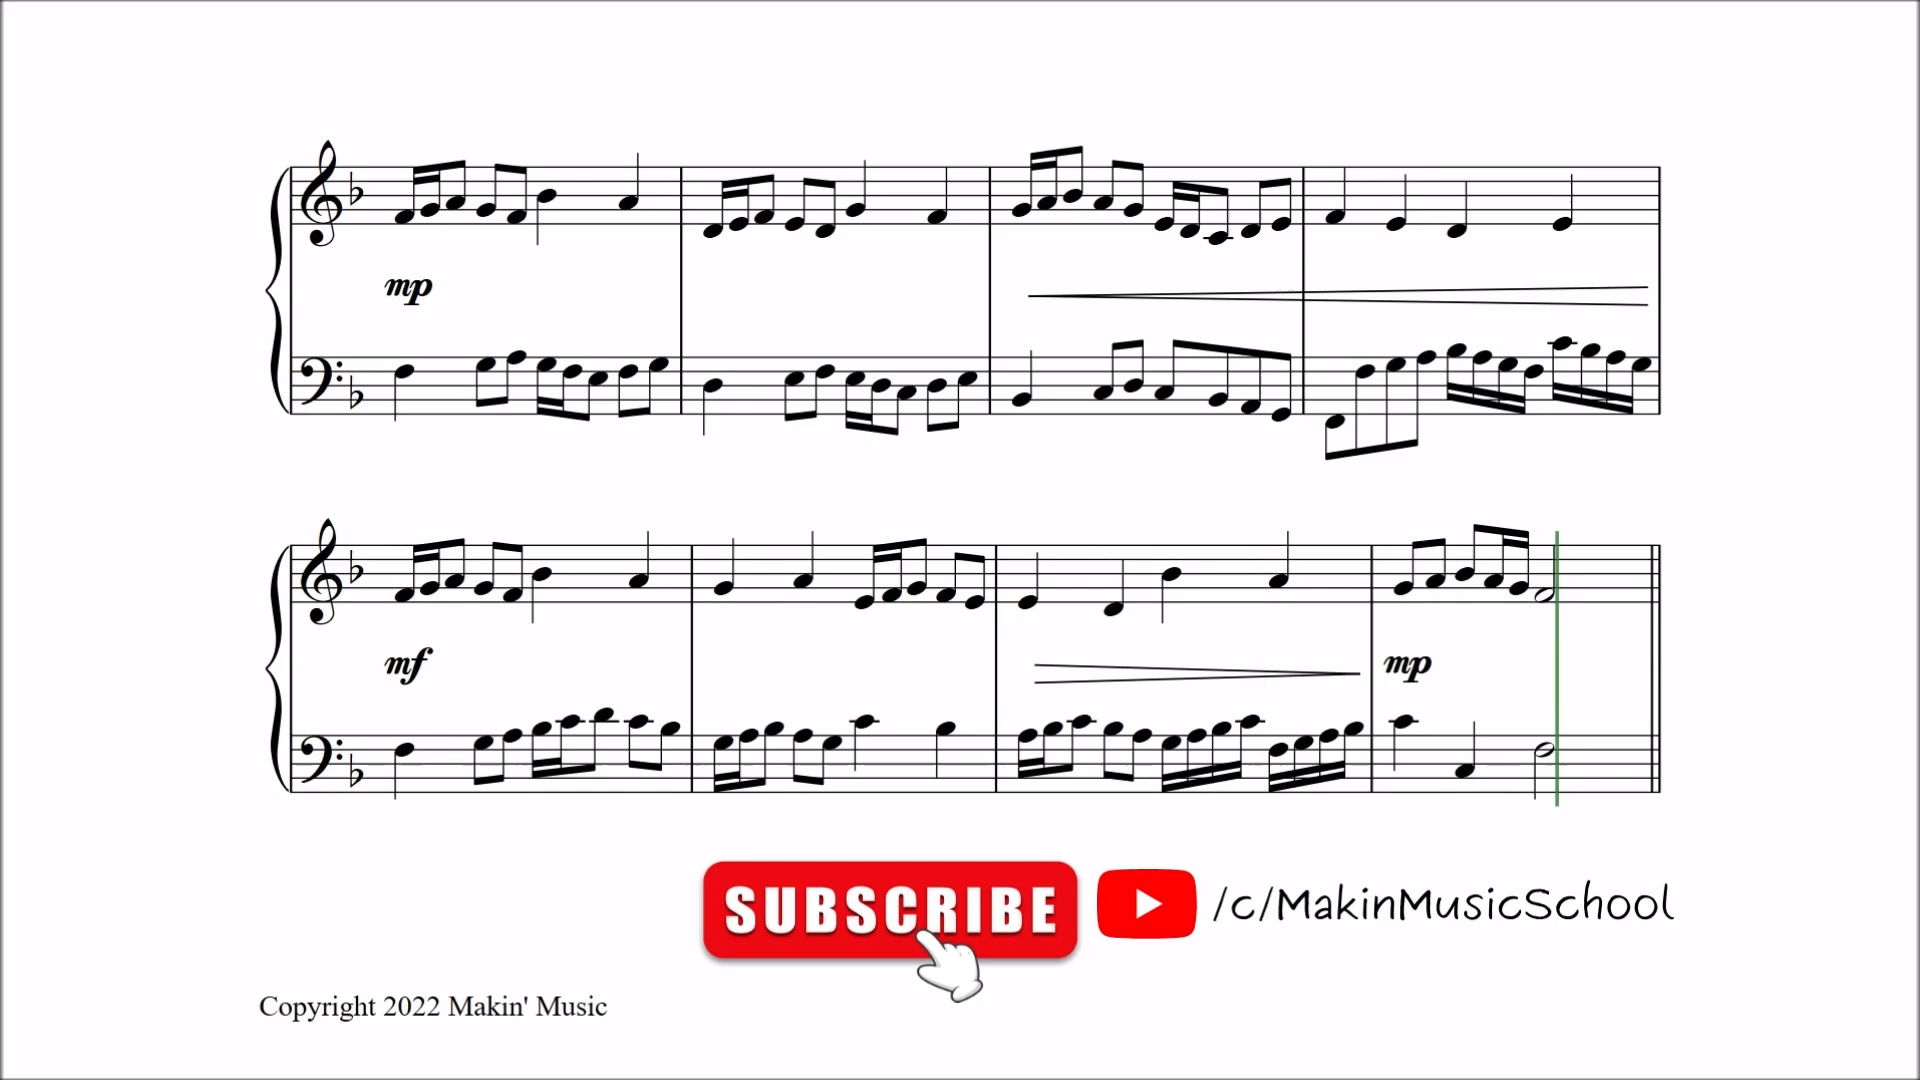 mp
mf
mp
SUBSCRIBE
/c/MakinMusicSchool
Copyright 2022 Makin' Music